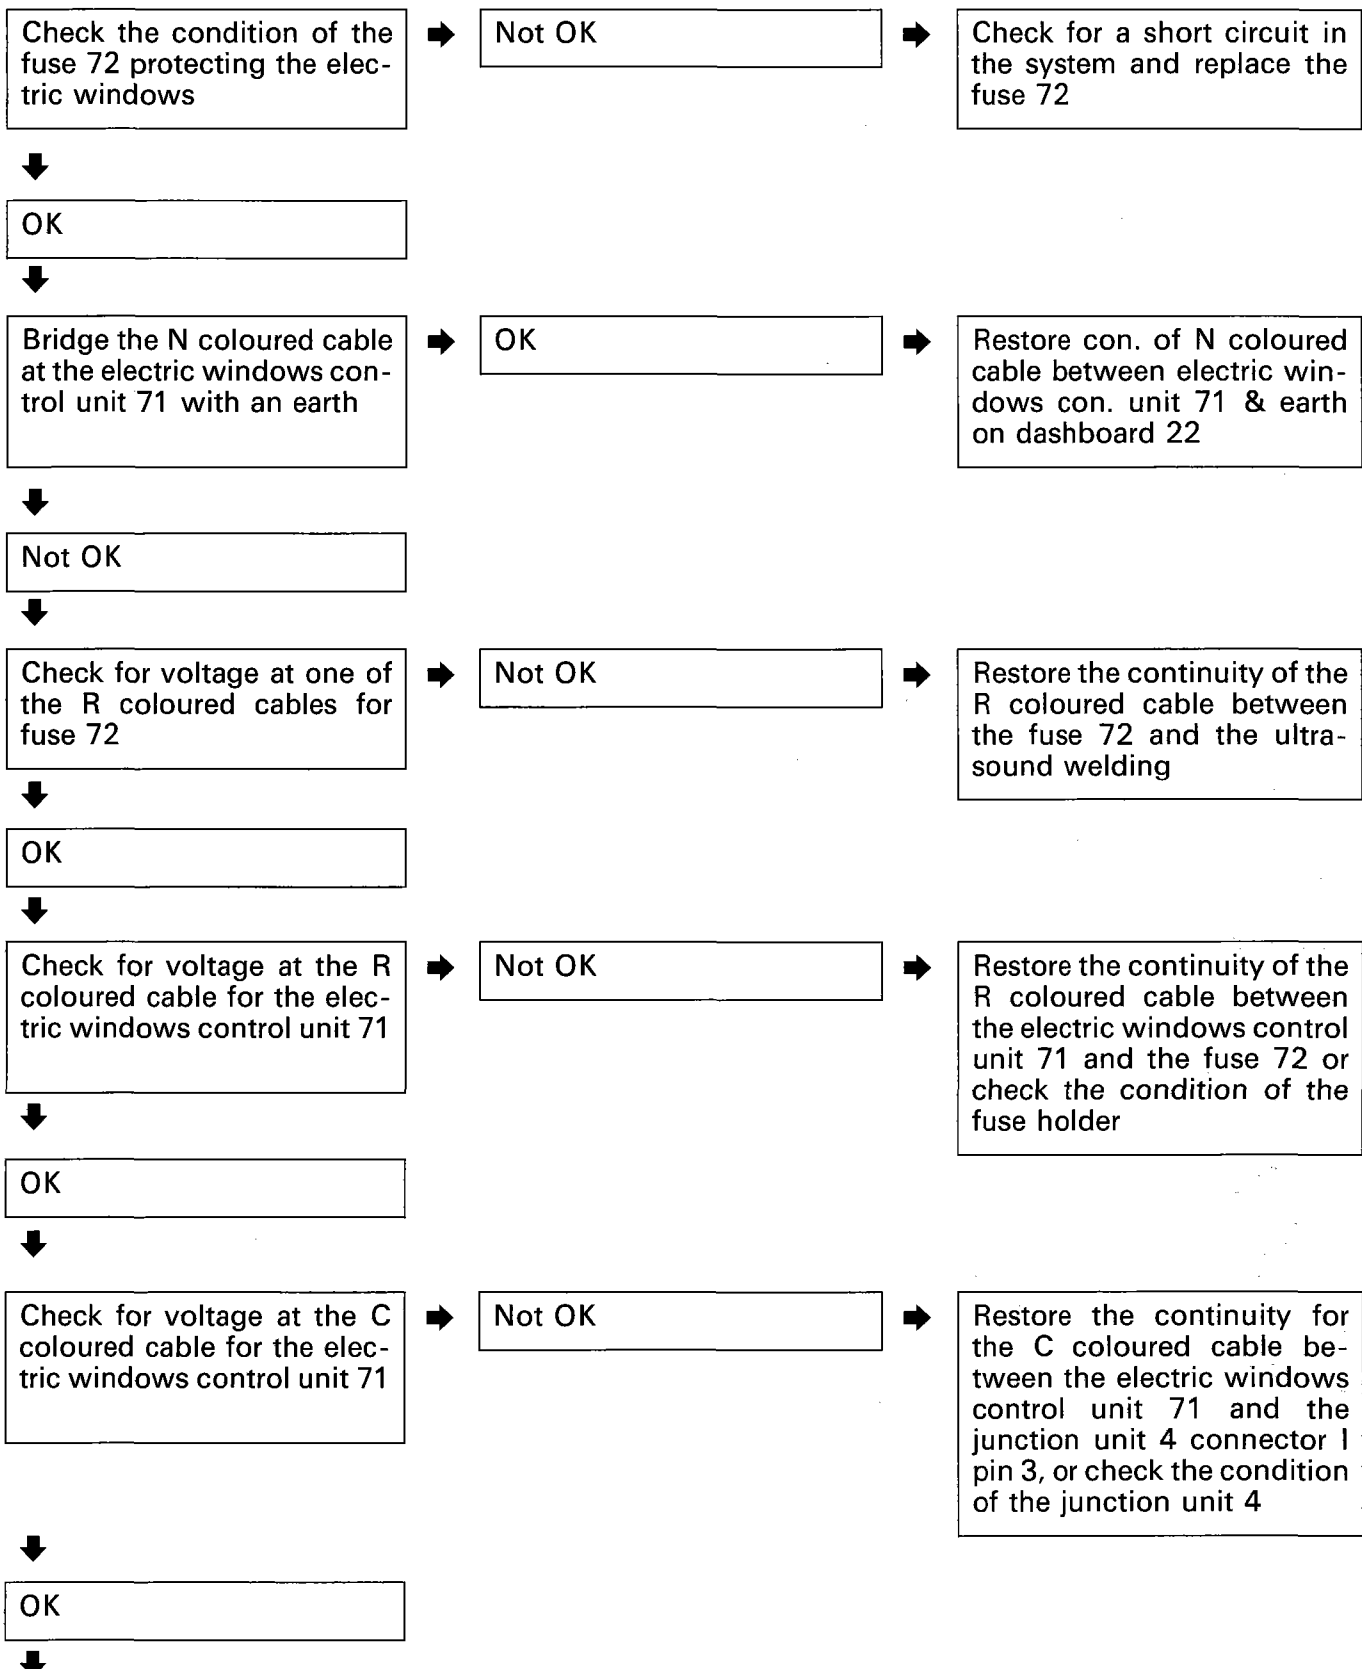 Check the condition of the
fuse 72 protecting the elec-
tric windows
Not OK
Check for a short circuit in
the system and replace the
fuse 72
OK
Bridge the N coloured cable
at the electric windows con-
trol unit 71 with an earth
OK
Restore con. of N coloured
cable between electric win-
dows con. unit 71 & earth
on dashboard 22
Not OK
Check for voltage at one of
the R coloured cables for
fuse 72
Not OK
Restore the continuity of the
R coloured cable between
the fuse 72 and the ultra-
sound welding
OK
Check for voltage at the R
coloured cable for the elec-
tric windows control unit 71
Not OK
Restore the continuity of the
R coloured cable between
the electric windows control
unit 71 and the fuse 72 or
check the condition of the
fuse holder
OK
Check for voltage at the C
coloured cable for the elec-
tric windows control unit 71
Not OK
Restore the continuity for
the C coloured cable be-
tween the electric windows
control unit 71 and the
junction unit 4 connector I
pin 3, or check the condition
of the junction unit 4
OK